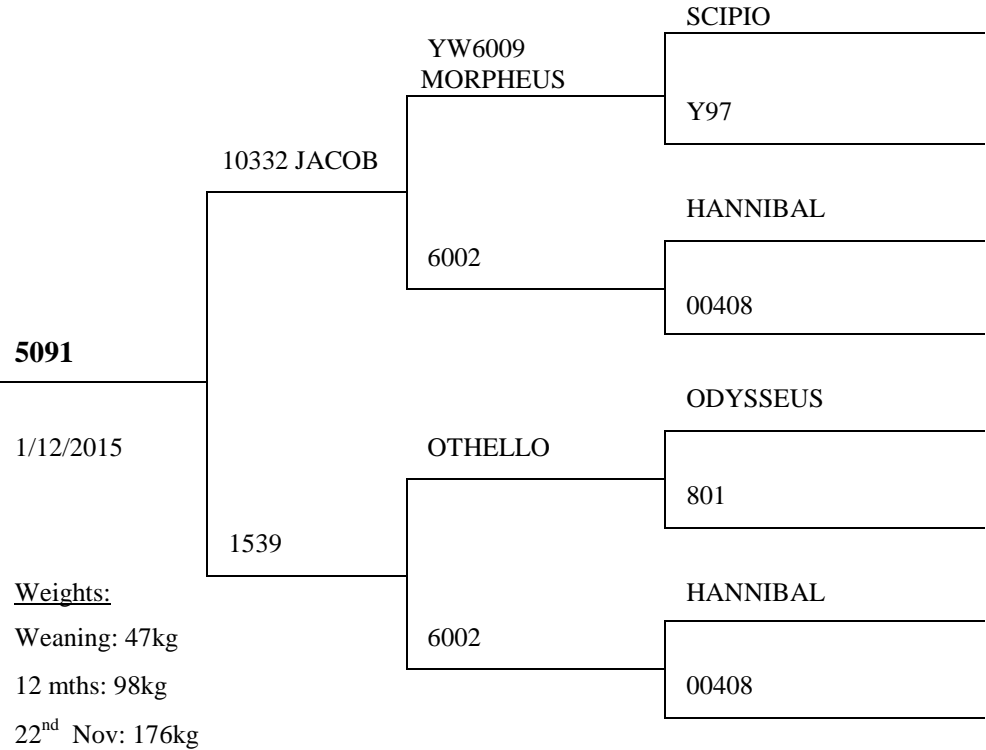 SCIPIO
YW6009
MORPHEUS
Y97
10332 JACOB
HANNIBAL
6002
00408
5091
ODYSSEUS
1/12/2015
OTHELLO
801
1539
Weights:
HANNIBAL
Weaning: 47kg
6002
12 mths: 98kg
00408
22nd Nov: 176kg